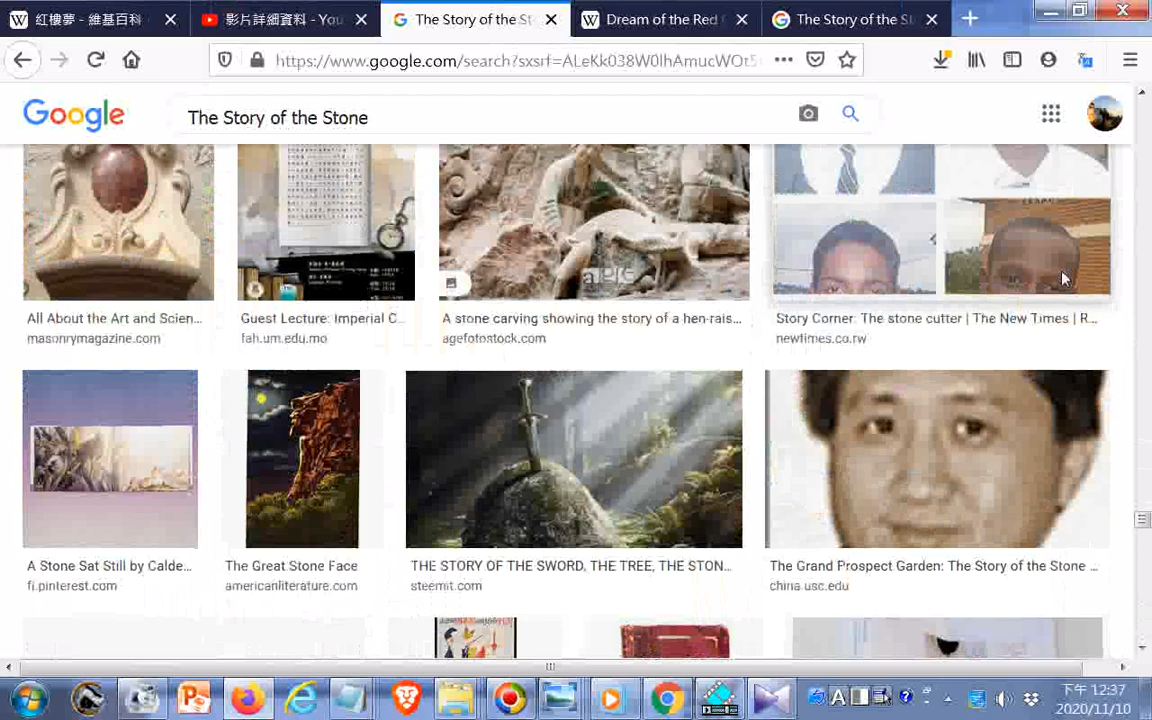 紅樓夢 - 維基百科
影片詳細資料 - You
The Story of the St
Dream of the Red
The Story of the St
https://www.google.com/search?sxsrf=ALeKk038W0lhAmucWOt5
Google
The Story of the Stone
All About the Art and Scien...
masonrymagazine.com
Guest Lecture: Imperial C...
fah.um.edu.mo
A stone carving showing the story of a hen-rais...
agefotostock.com
Story Corner: The stone cutter | The New Times | R...
newtimes.co.rw
A Stone Sat Still by Calde...
fi.pinterest.com
The Great Stone Face
americanliterature.com
THE STORY OF THE SWORD, THE TREE, THE STON...
steemit.com
The Grand Prospect Garden: The Story of the Stone ...
china.usc.edu
下午 12:37
2020/11/10